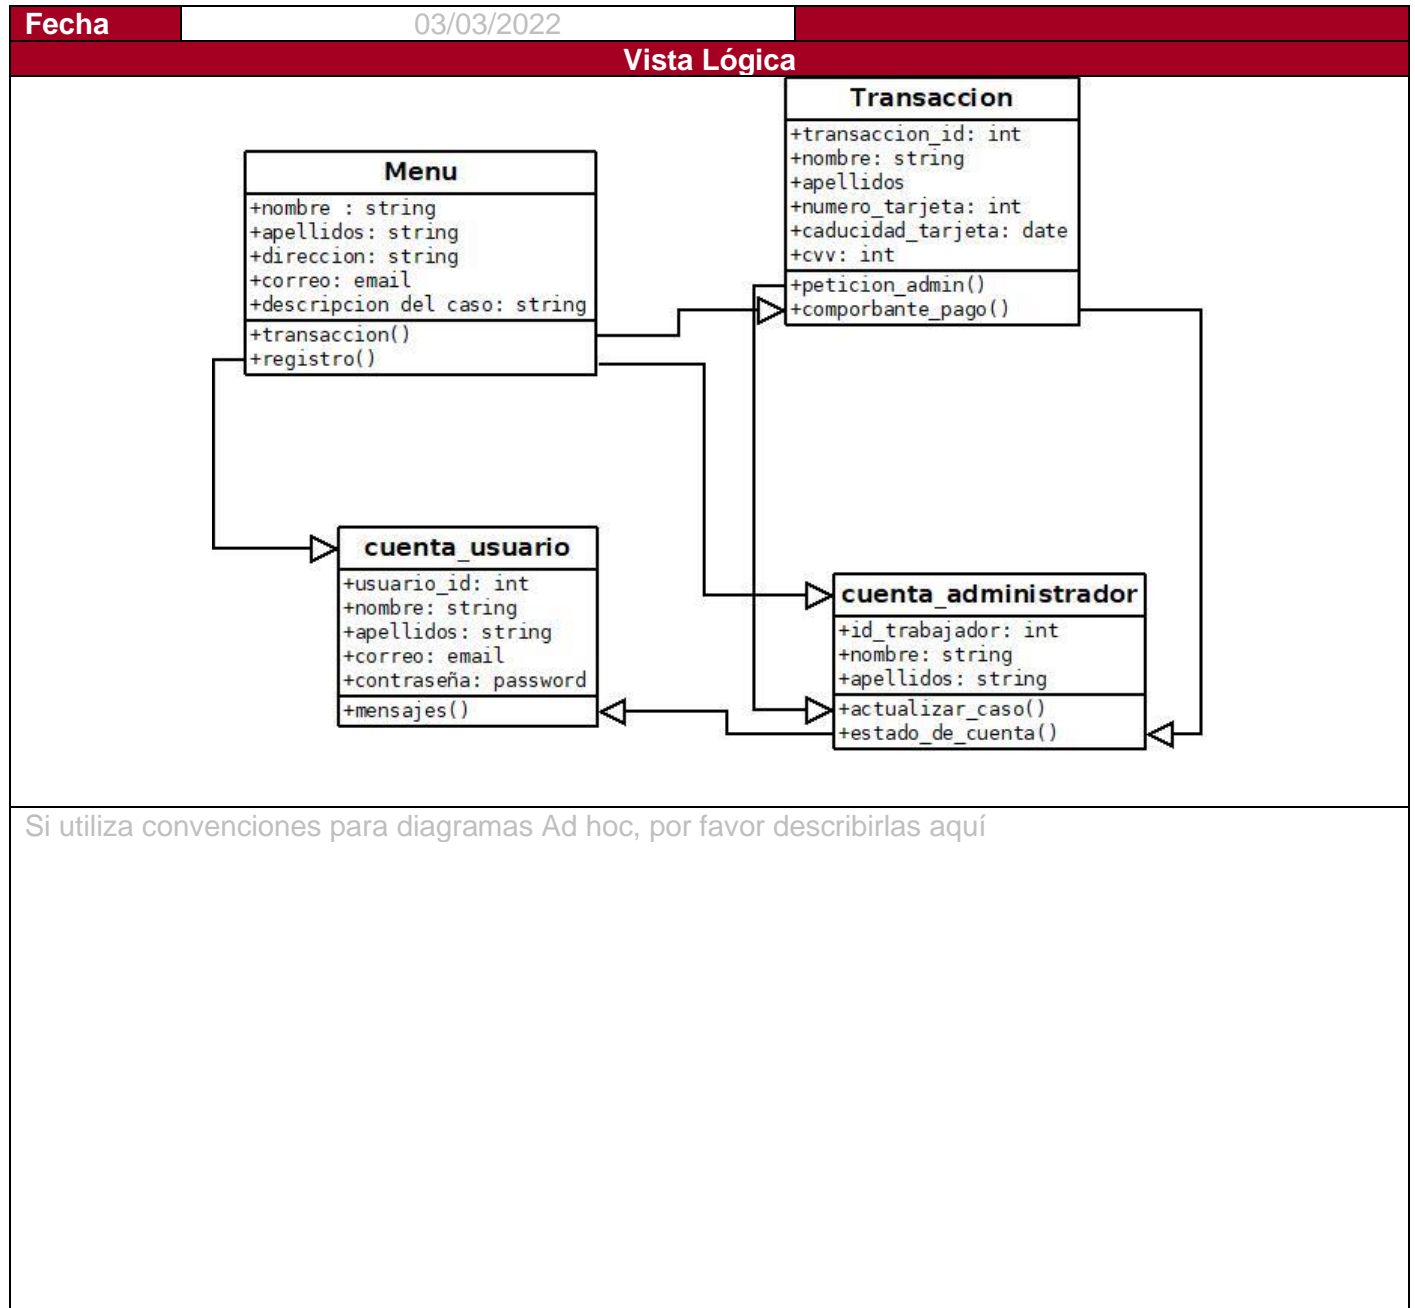 Fecha 03/03/2022
Vista Lógica
Transaccion
+transaccion_id: int
+nombre: string
+apellidos
+numero_tarjeta: int
+caducidad_tarjeta: date
+cvv: int
+peticion_admin()
+comporbante_pago()
Menu
+nombre : string
+apellidos: string
+direccion: string
+correo: email
+descripcion del caso: string
+transaccion()
+registro()
cuenta_usuario
+usuario_id: int
+nombre: string
+apellidos: string
+correo: email
+contraseña: password
+mensajes()
cuenta_administrador
+id_trabajador: int
+nombre: string
+apellidos: string
+actualizar_caso()
+estado_de_cuenta()
Si utiliza convenciones para diagramas Ad hoc, por favor describirlas aquí